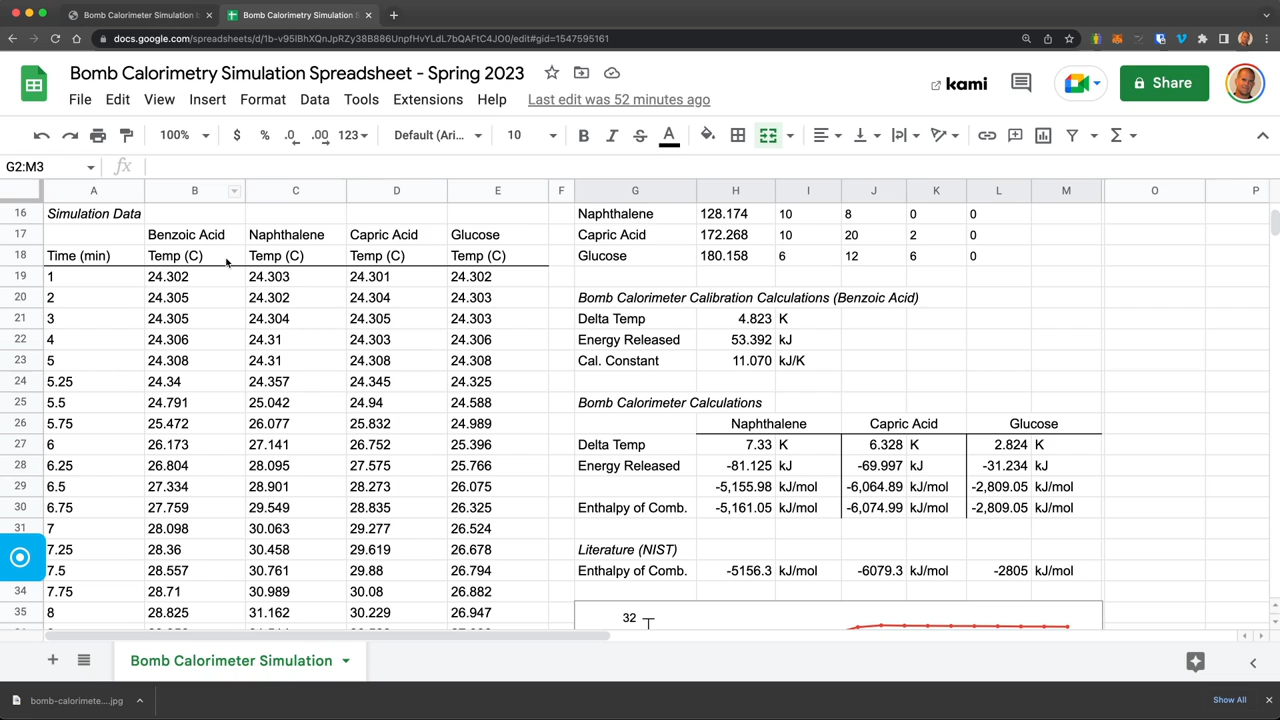 Bomb Calorimeter Simulation b
Bomb Calorimetry Simulation S
docs.google.com/spreadsheets/d/1b-v95lBhXQnJpRZy38B886UnpfHvYLdL7bQAFtC4JO0/edit#gid=1547595161
Bomb Calorimetry Simulation Spreadsheet - Spring 2023
kami
Share
File Edit View Insert Format Data Tools Extensions Help Last edit was 52 minutes ago
100% $ % .0 .00 123 Default (Ari... 10 B I S A
G2:M3 fx
A B C D E F G H I J K L M O P
16 Simulation Data Naphthalene 128.174 10 8 0 0
17 Benzoic Acid Naphthalene Capric Acid Glucose Capric Acid 172.268 10 20 2 0
18 Time (min) Temp (C) Temp (C) Temp (C) Temp (C) Glucose 180.158 6 12 6 0
19 1 24.302 24.303 24.301 24.302
20 2 24.305 24.302 24.304 24.303 Bomb Calorimeter Calibration Calculations (Benzoic Acid)
21 3 24.305 24.304 24.305 24.303 Delta Temp 4.823 K
22 4 24.306 24.31 24.303 24.306 Energy Released 53.392 kJ
23 5 24.308 24.31 24.308 24.308 Cal. Constant 11.070 kJ/K
24 5.25 24.34 24.357 24.345 24.325
25 5.5 24.791 25.042 24.94 24.588 Bomb Calorimeter Calculations
26 5.75 25.472 26.077 25.832 24.989 Naphthalene Capric Acid Glucose
27 6 26.173 27.141 26.752 25.396 Delta Temp 7.33 K 6.328 K 2.824 K
28 6.25 26.804 28.095 27.575 25.766 Energy Released -81.125 kJ -69.997 kJ -31.234 kJ
29 6.5 27.334 28.901 28.273 26.075 -5,155.98 kJ/mol -6,064.89 kJ/mol -2,809.05 kJ/mol
30 6.75 27.759 29.549 28.835 26.325 Enthalpy of Comb. -5,161.05 kJ/mol -6,074.99 kJ/mol -2,809.05 kJ/mol
31 7 28.098 30.063 29.277 26.524
7.25 28.36 30.458 29.619 26.678 Literature (NIST)
7.5 28.557 30.761 29.88 26.794 Enthalpy of Comb. -5156.3 kJ/mol -6079.3 kJ/mol -2805 kJ/mol
34 7.75 28.71 30.989 30.08 26.882
35 8 28.825 31.162 30.229 26.947 32
Bomb Calorimeter Simulation
bomb-calorimete....jpg
Show All